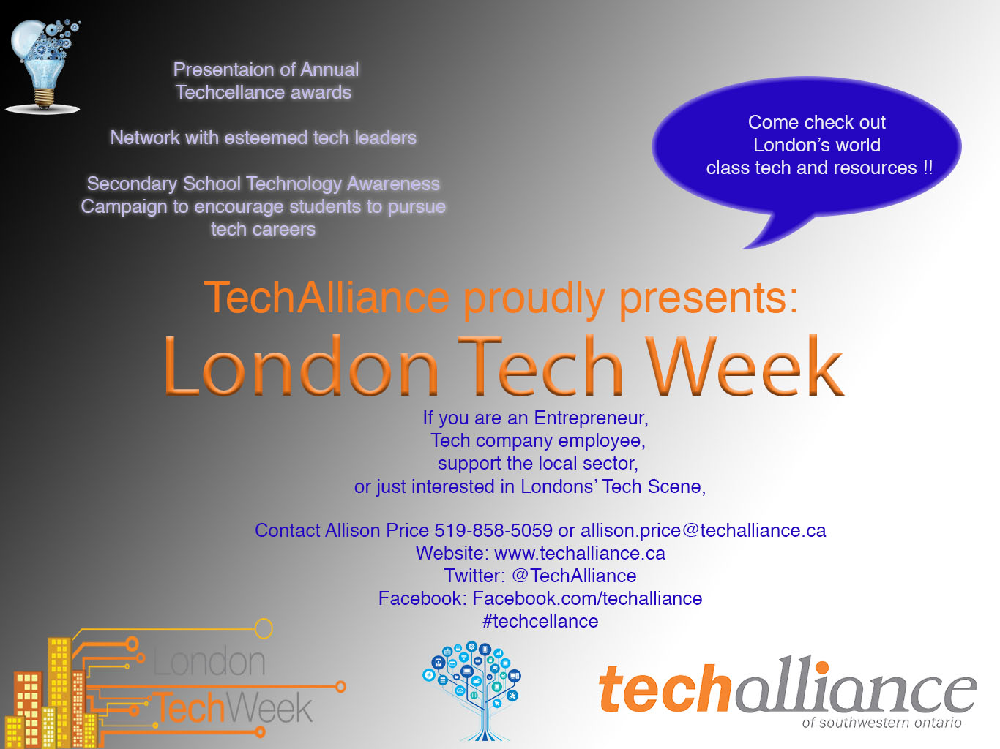 Presentaion of Annual
Techcellance awards
Network with esteemed tech leaders
Secondary School Technology Awareness
Campaign to encourage students to pursue
tech careers
Come check out
London’s world
class tech and resources !!
TechAlliance proudly presents:
London Tech Week
If you are an Entrepreneur,
Tech company employee,
support the local sector,
or just interested in Londons’ Tech Scene,
Contact Allison Price 519-858-5059 or allison.price@techalliance.ca
Website: www.techalliance.ca
Twitter: @TechAlliance
Facebook: Facebook.com/techalliance
#techcellance
London
TechWeek
techalliance
of southwestern ontario